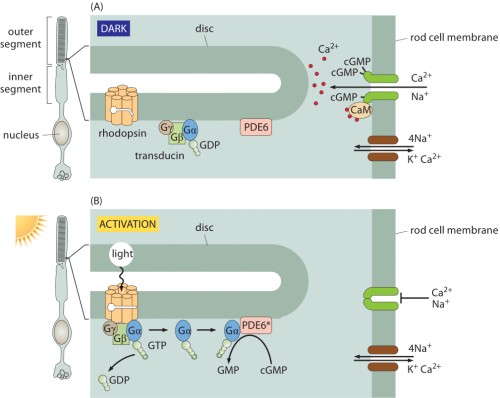 (A)
outer
segment
inner
segment
nucleus
DARK
disc
Ca2+
cGMP
cGMP
cGMP
CaM
rod cell membrane
Ca2+
Na+
rhodopsin
Gγ
Gβ
Gα
GDP
transducin
PDE6
4Na+
K+ Ca2+
(B)
ACTIVATION
disc
rod cell membrane
light
Ca2+
Na+
Gγ
Gβ
Gα
GTP
Gα
Gα
PDE6*
GDP
GMP
cGMP
4Na+
K+ Ca2+